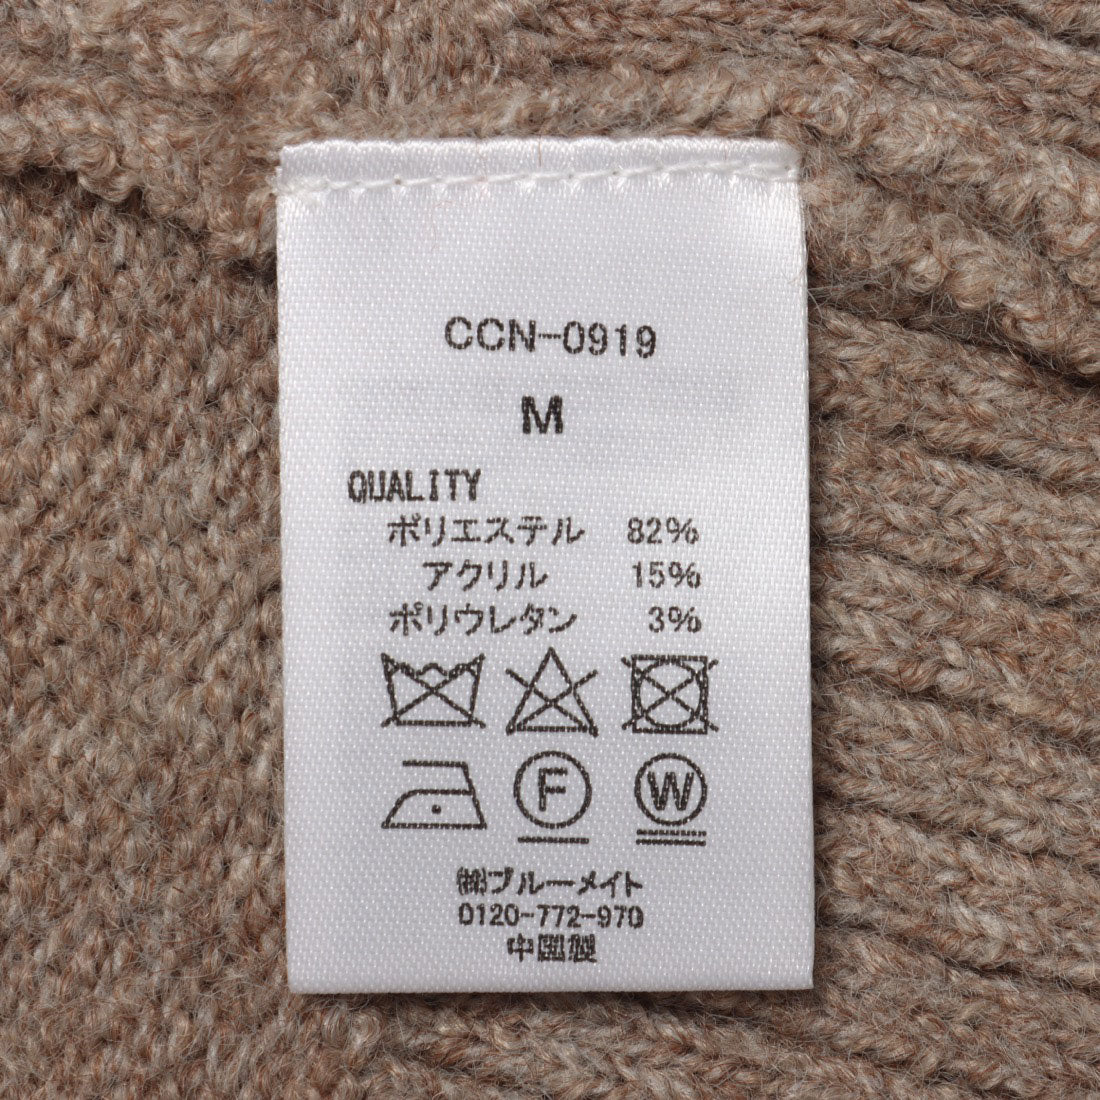 CCN-0919
M
QUALITY
ポリエステル 82%
アクリル 15%
ポリウレタン 3%
F W
㈱ブルーメイト
0120-772-970
中国製